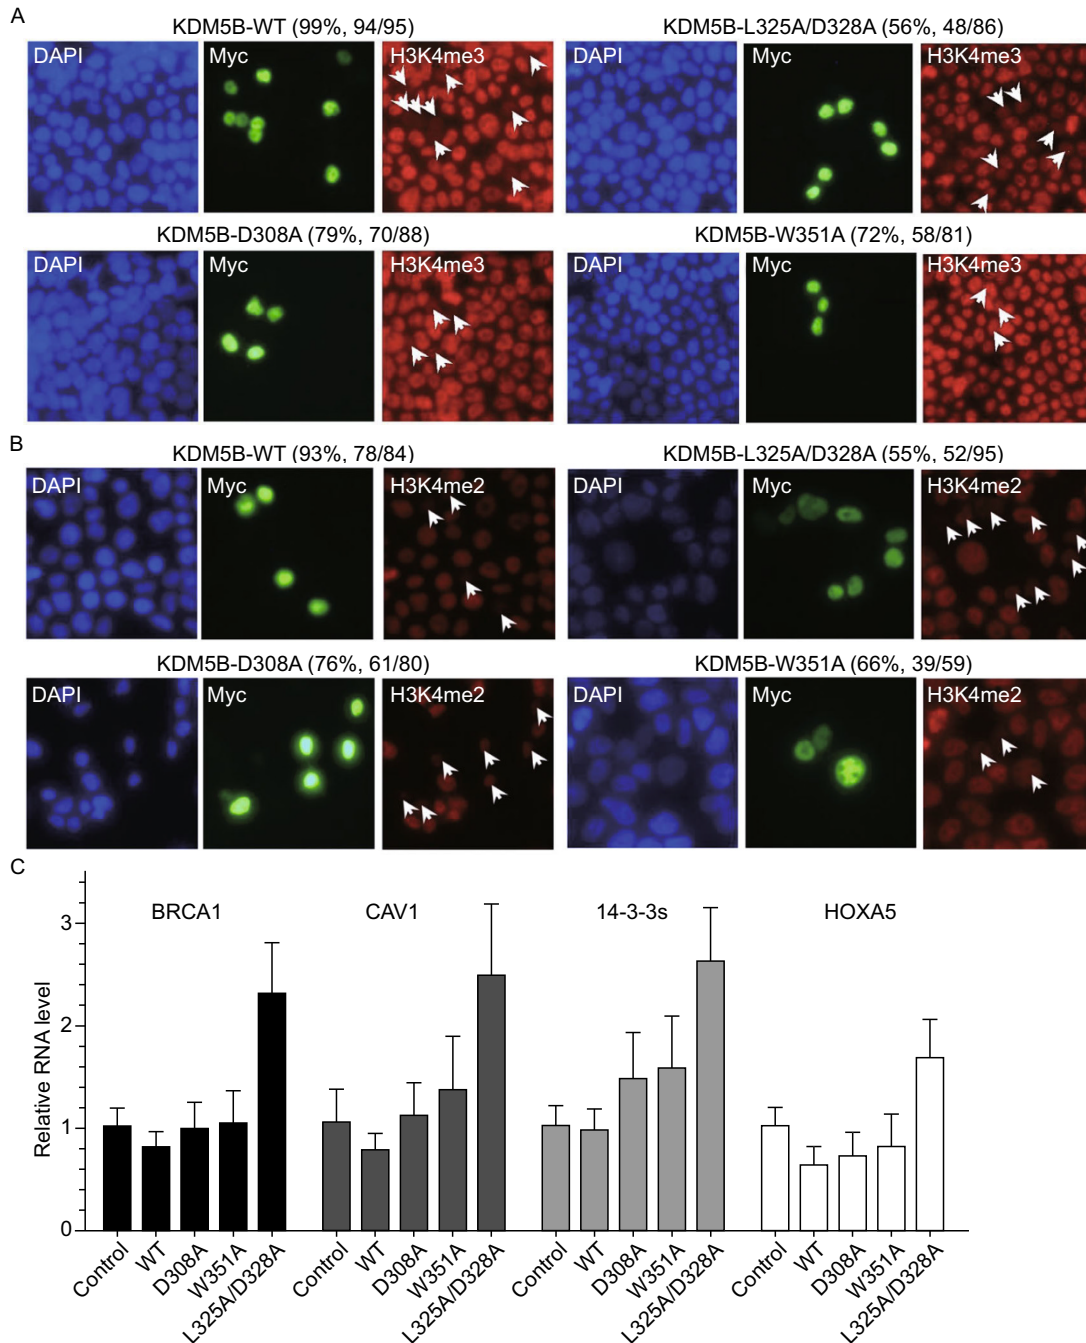 A
KDM5B-WT (99%, 94/95)
KDM5B-L325A/D328A (56%, 48/86)
DAPI
Myc
H3K4me3
DAPI
Myc
H3K4me3
KDM5B-D308A (79%, 70/88)
KDM5B-W351A (72%, 58/81)
DAPI
Myc
H3K4me3
DAPI
Myc
H3K4me3
B
KDM5B-WT (93%, 78/84)
KDM5B-L325A/D328A (55%, 52/95)
DAPI
Myc
H3K4me2
DAPI
Myc
H3K4me2
KDM5B-D308A (76%, 61/80)
KDM5B-W351A (66%, 39/59)
DAPI
Myc
H3K4me2
DAPI
Myc
H3K4me2
C
BRCA1
CAV1
14-3-3s
HOXA5
Relative RNA level
3
2
1
0
Control
WT
D308A
W351A
L325A/D328A
Control
WT
D308A
W351A
L325A/D328A
Control
WT
D308A
W351A
L325A/D328A
Control
WT
D308A
W351A
L325A/D328A